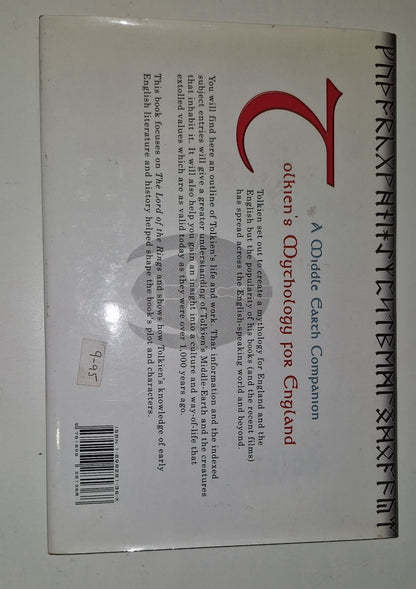 A Middle Earth Companion
Tolkien's Mythology for England
Tolkien set out to create a mythology for England and the
English but the popularity of his books (and the recent films)
has spread across the English-speaking world and beyond.
You will find here an outline of Tolkien's life and work. That information and the indexed
subject entries will give a greater understanding of Tolkien's Middle-Earth and the creatures
that inhabit it. It will also help you gain an insight into a culture and way-of-life that
extolled values which are as valid today as they were over 1,000 years ago.
This book focuses on The Lord of the Rings and shows how Tolkien's knowledge of early
English literature and history helped shape the book's plot and characters.
9-95
ISBN 1-898281-36-X